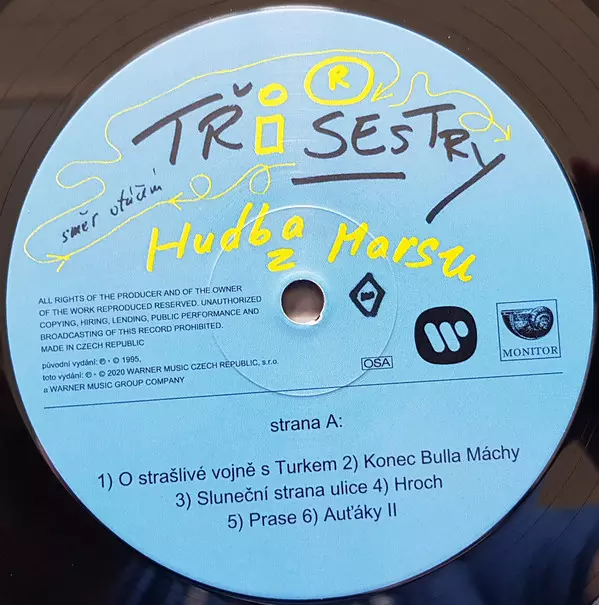 R
TŘI SESTRY
směr otáčení
Hudba
z Marsu
ALL RIGHTS OF THE PRODUCER AND OF THE OWNER
OF THE WORK REPRODUCED RESERVED. UNAUTHORIZED
COPYING, HIRING, LENDING, PUBLIC PERFORMANCE AND
BROADCASTING OF THIS RECORD PROHIBITED.
MADE IN CZECH REPUBLIC
původní vydání: ℗ + © 1995,
toto vydání: ℗ + © 2020 WARNER MUSIC CZECH REPUBLIC, s.r.o.
a WARNER MUSIC GROUP COMPANY
OSA
MONITOR
strana A:
1) O strašlivé vojně s Turkem 2) Konec Bulla Máchy
3) Sluneční strana ulice 4) Hroch
5) Prase 6) Auťáky II